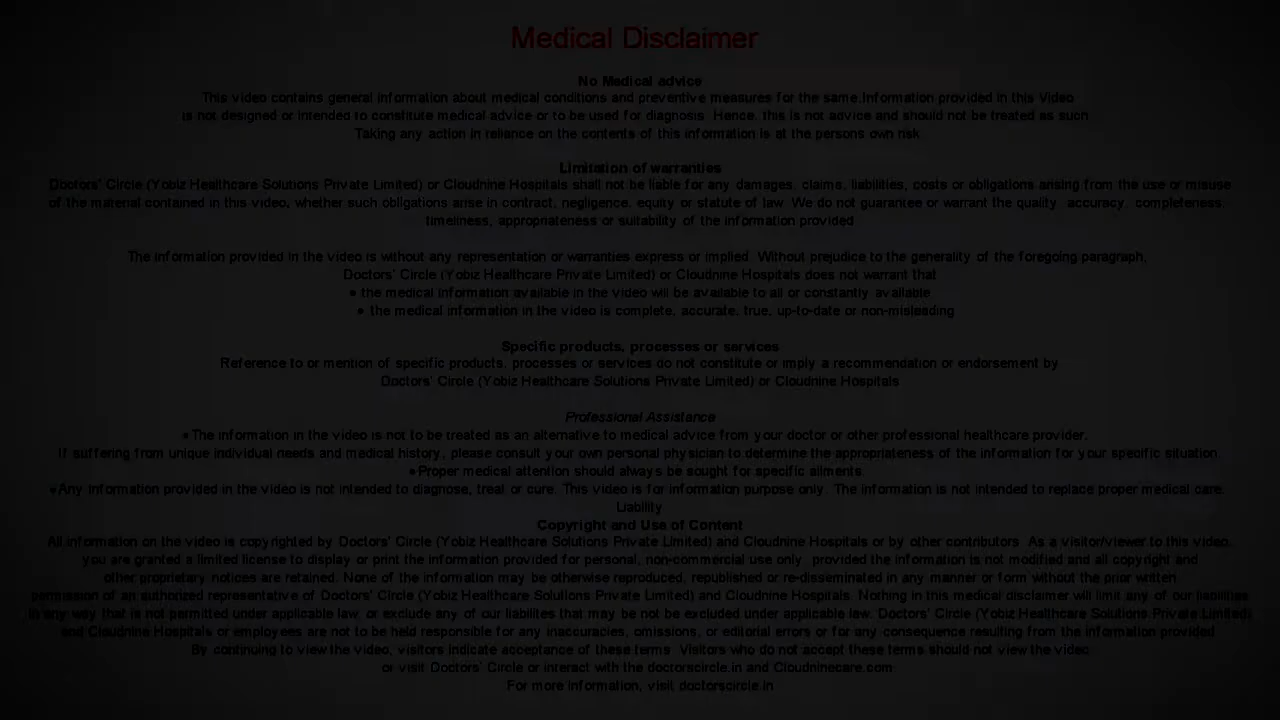 Medical Disclaimer
No Medical advice
This video contains general information about medical conditions and preventive measures for the same.Information provided in this Video
is not designed or intended to constitute medical advice or to be used for diagnosis. Hence, this is not advice and should not be treated as such.
Taking any action in reliance on the contents of this information is at the persons own risk.
Limitation of warranties
Doctors' Circle (Yobiz Healthcare Solutions Private Limited) or Cloudnine Hospitals shall not be liable for any damages, claims, liabilities, costs or obligations arising from the use or misuse
of the material contained in this video, whether such obligations arise in contract, negligence, equity or statute of law. We do not guarantee or warrant the quality, accuracy, completeness,
timeliness, appropriateness or suitability of the information provided.
The information provided in the video is without any representation or warranties express or implied. Without prejudice to the generality of the foregoing paragraph,
Doctors' Circle (Yobiz Healthcare Private Limited) or Cloudnine Hospitals does not warrant that
● the medical information available in the video will be available to all or constantly available
● the medical information in the video is complete, accurate, true, up-to-date or non-misleading
Specific products, processes or services
Reference to or mention of specific products, processes or services do not constitute or imply a recommendation or endorsement by
Doctors' Circle (Yobiz Healthcare Solutions Private Limited) or Cloudnine Hospitals
Professional Assistance
●The information in the video is not to be treated as an alternative to medical advice from your doctor or other professional healthcare provider.
If suffering from unique individual needs and medical history, please consult your own personal physician to determine the appropriateness of the information for your specific situation.
●Proper medical attention should always be sought for specific ailments.
●Any information provided in the video is not intended to diagnose, treat or cure. This video is for information purpose only. The information is not intended to replace proper medical care.
Liability
Copyright and Use of Content
All information on the video is copyrighted by Doctors' Circle (Yobiz Healthcare Solutions Private Limited) and Cloudnine Hospitals or by other contributors. As a visitor/viewer to this video,
you are granted a limited license to display or print the information provided for personal, non-commercial use only, provided the information is not modified and all copyright and
other proprietary notices are retained. None of the information may be otherwise reproduced, republished or re-disseminated in any manner or form without the prior written
permission of an authorized representative of Doctors' Circle (Yobiz Healthcare Solutions Private Limited) and Cloudnine Hospitals. Nothing in this medical disclaimer will limit any of our liabilities
in any way that is not permitted under applicable law, or exclude any of our liabilites that may be not be excluded under applicable law. Doctors' Circle (Yobiz Healthcare Solutions Private Limited)
and Cloudnine Hospitals or employees are not to be held responsible for any inaccuracies, omissions, or editorial errors or for any consequence resulting from the information provided.
By continuing to view the video, visitors indicate acceptance of these terms. Visitors who do not accept these terms should not view the video
or visit Doctors' Circle or interact with the doctorscircle.in and Cloudninecare.com
For more information, visit doctorscircle.in